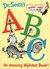 Dr. Seuss's
ABC
An Amazing Alphabet Book!